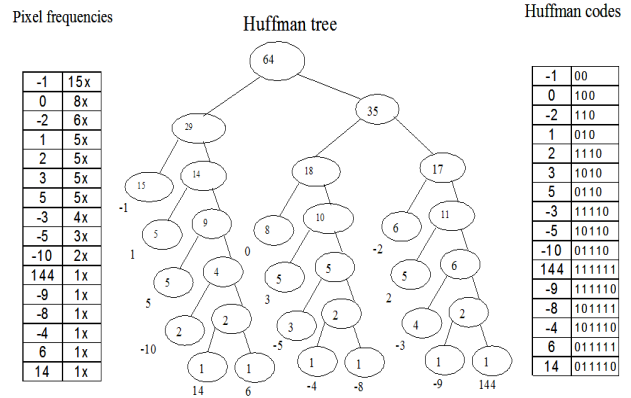 Pixel frequencies
Huffman tree
Huffman codes
-1 15x
0 8x
-2 6x
1 5x
2 5x
3 5x
5 5x
-3 4x
-5 3x
-10 2x
144 1x
-9 1x
-8 1x
-4 1x
6 1x
14 1x
64
29 35
15 14 18 17
-1
5 9 8 10 6 11
1 0 -2
5 4 5 5 5 6
5 3 2
2 2 3 2 4 2
-10 -5 -3
1 1 1 1 1 1
14 6 -4 -8 -9 144
-1 00
0 100
-2 110
1 010
2 1110
3 1010
5 0110
-3 11110
-5 10110
-10 01110
144 111111
-9 111110
-8 101111
-4 101110
6 011111
14 011110